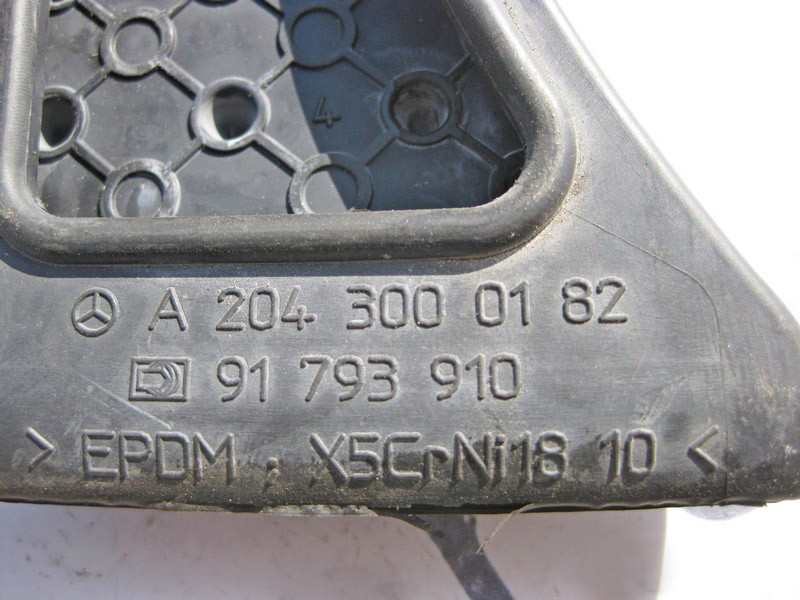 4
A 204 300 01 82
91 793 910
> EPDM , X5CrNi18 10 <